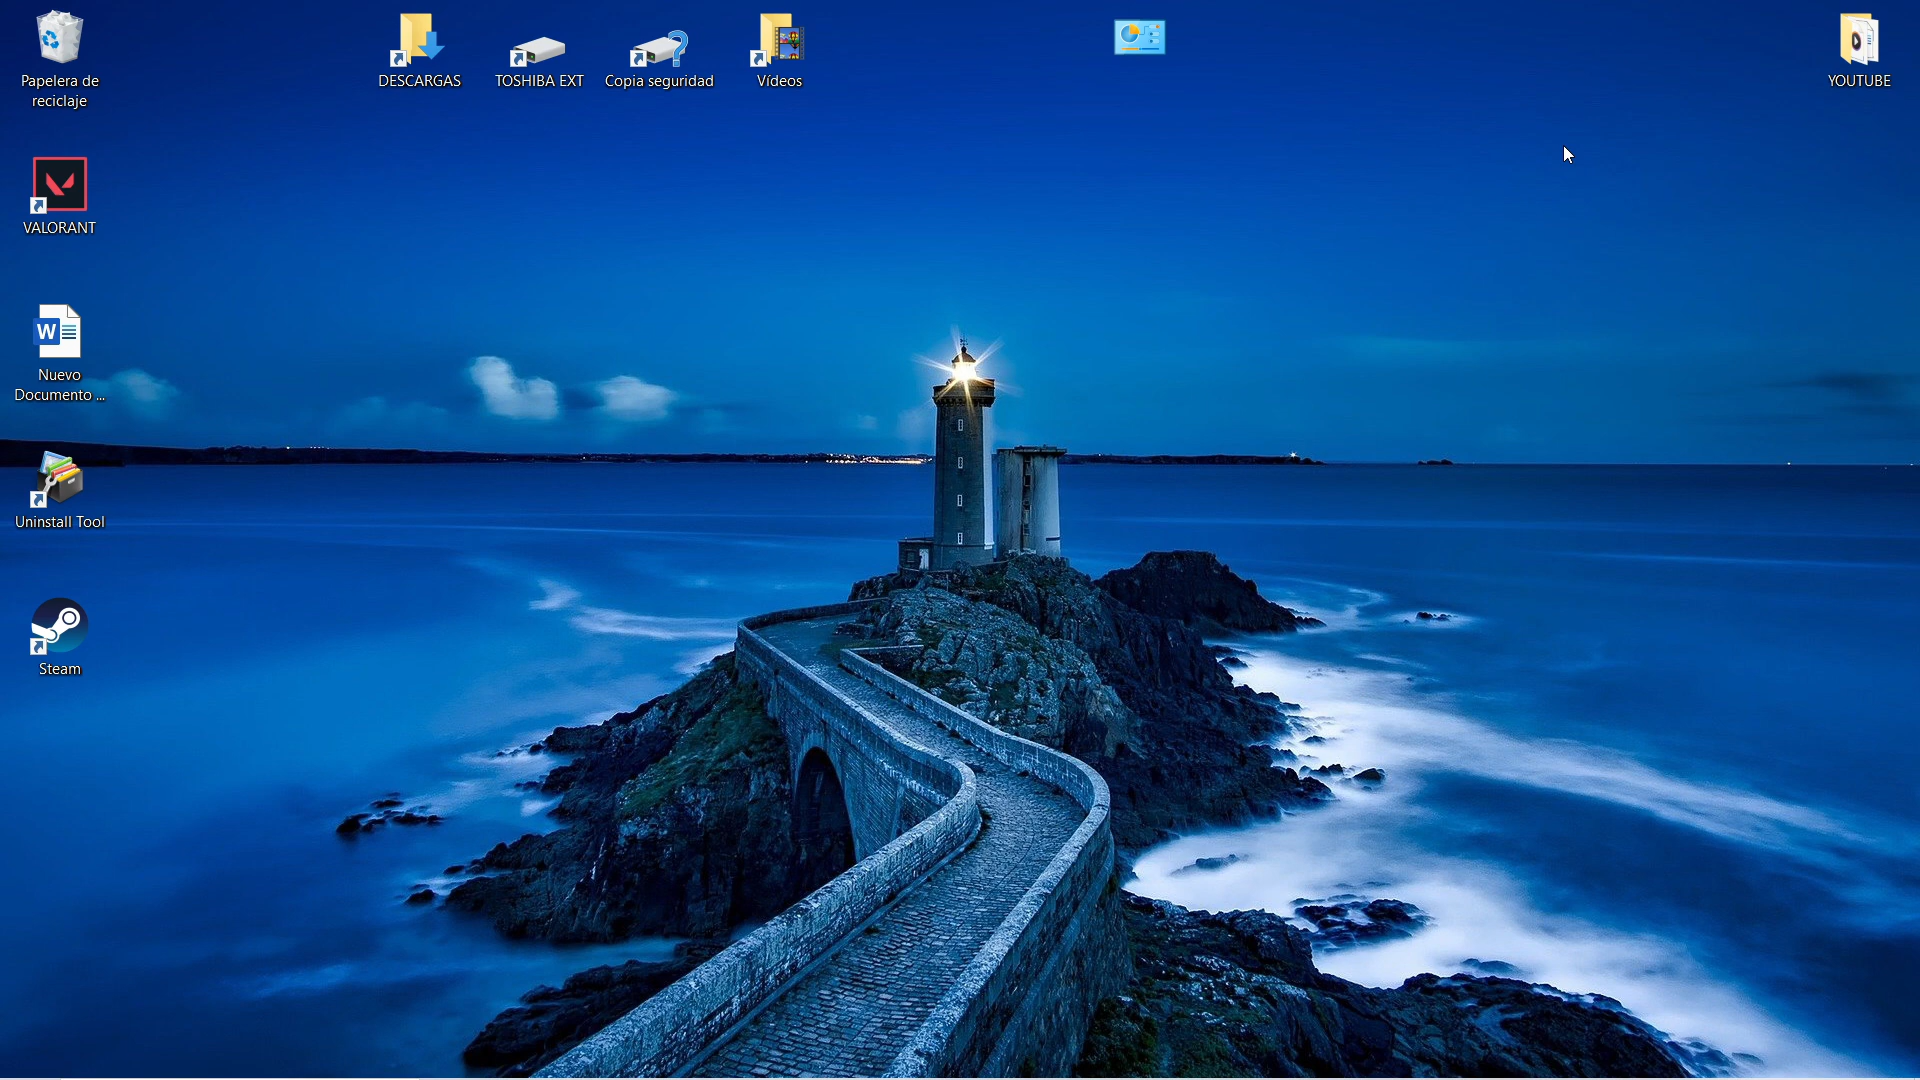 Papelera de
reciclaje
DESCARGAS
TOSHIBA EXT
Copia seguridad
Vídeos
YOUTUBE
VALORANT
W
Nuevo
Documento ...
Uninstall Tool
Steam